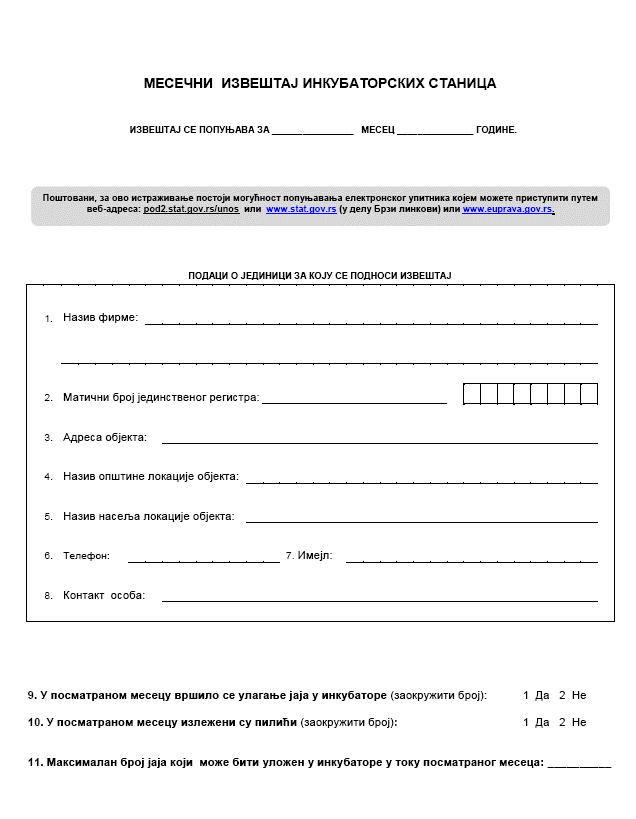 МЕСЕЧНИ ИЗВЕШТАЈ ИНКУБАТОРСКИХ СТАНИЦА
ИЗВЕШТАЈ СЕ ПОПУЊАВА ЗА ________________ МЕСЕЦ _______________ ГОДИНЕ.
Поштовани, за ово истраживање постоји могућност попуњавања електронског упитника којем можете приступити путем
веб-адреса: pod2.stat.gov.rs/unos или www.stat.gov.rs (у делу Брзи линкови) или www.euprava.gov.rs.
ПОДАЦИ О ЈЕДИНИЦИ ЗА КОЈУ СЕ ПОДНОСИ ИЗВЕШТАЈ
1. Назив фирме:
2. Матични број јединственог регистра:
3. Адреса објекта:
4. Назив општине локације објекта:
5. Назив насеља локације објекта:
6. Телефон: 7. Имејл:
8. Контакт особа:
9. У посматраном месецу вршило се улагање јаја у инкубаторе (заокружити број): 1 Да 2 Не
10. У посматраном месецу излежени су пилићи (заокружити број): 1 Да 2 Не
11. Максималан број јаја који може бити уложен у инкубаторе у току посматраног месеца: __________